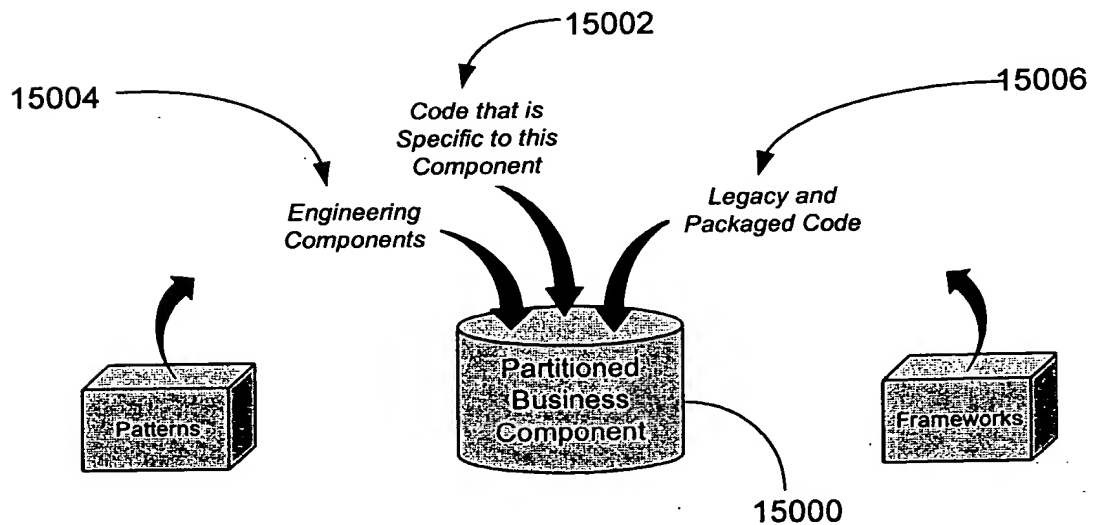 15002
15004
15006
Code that is
Specific to this
Component
Engineering
Components
Legacy and
Packaged Code
Partitioned
Business
Component
Patterns
Frameworks
15000